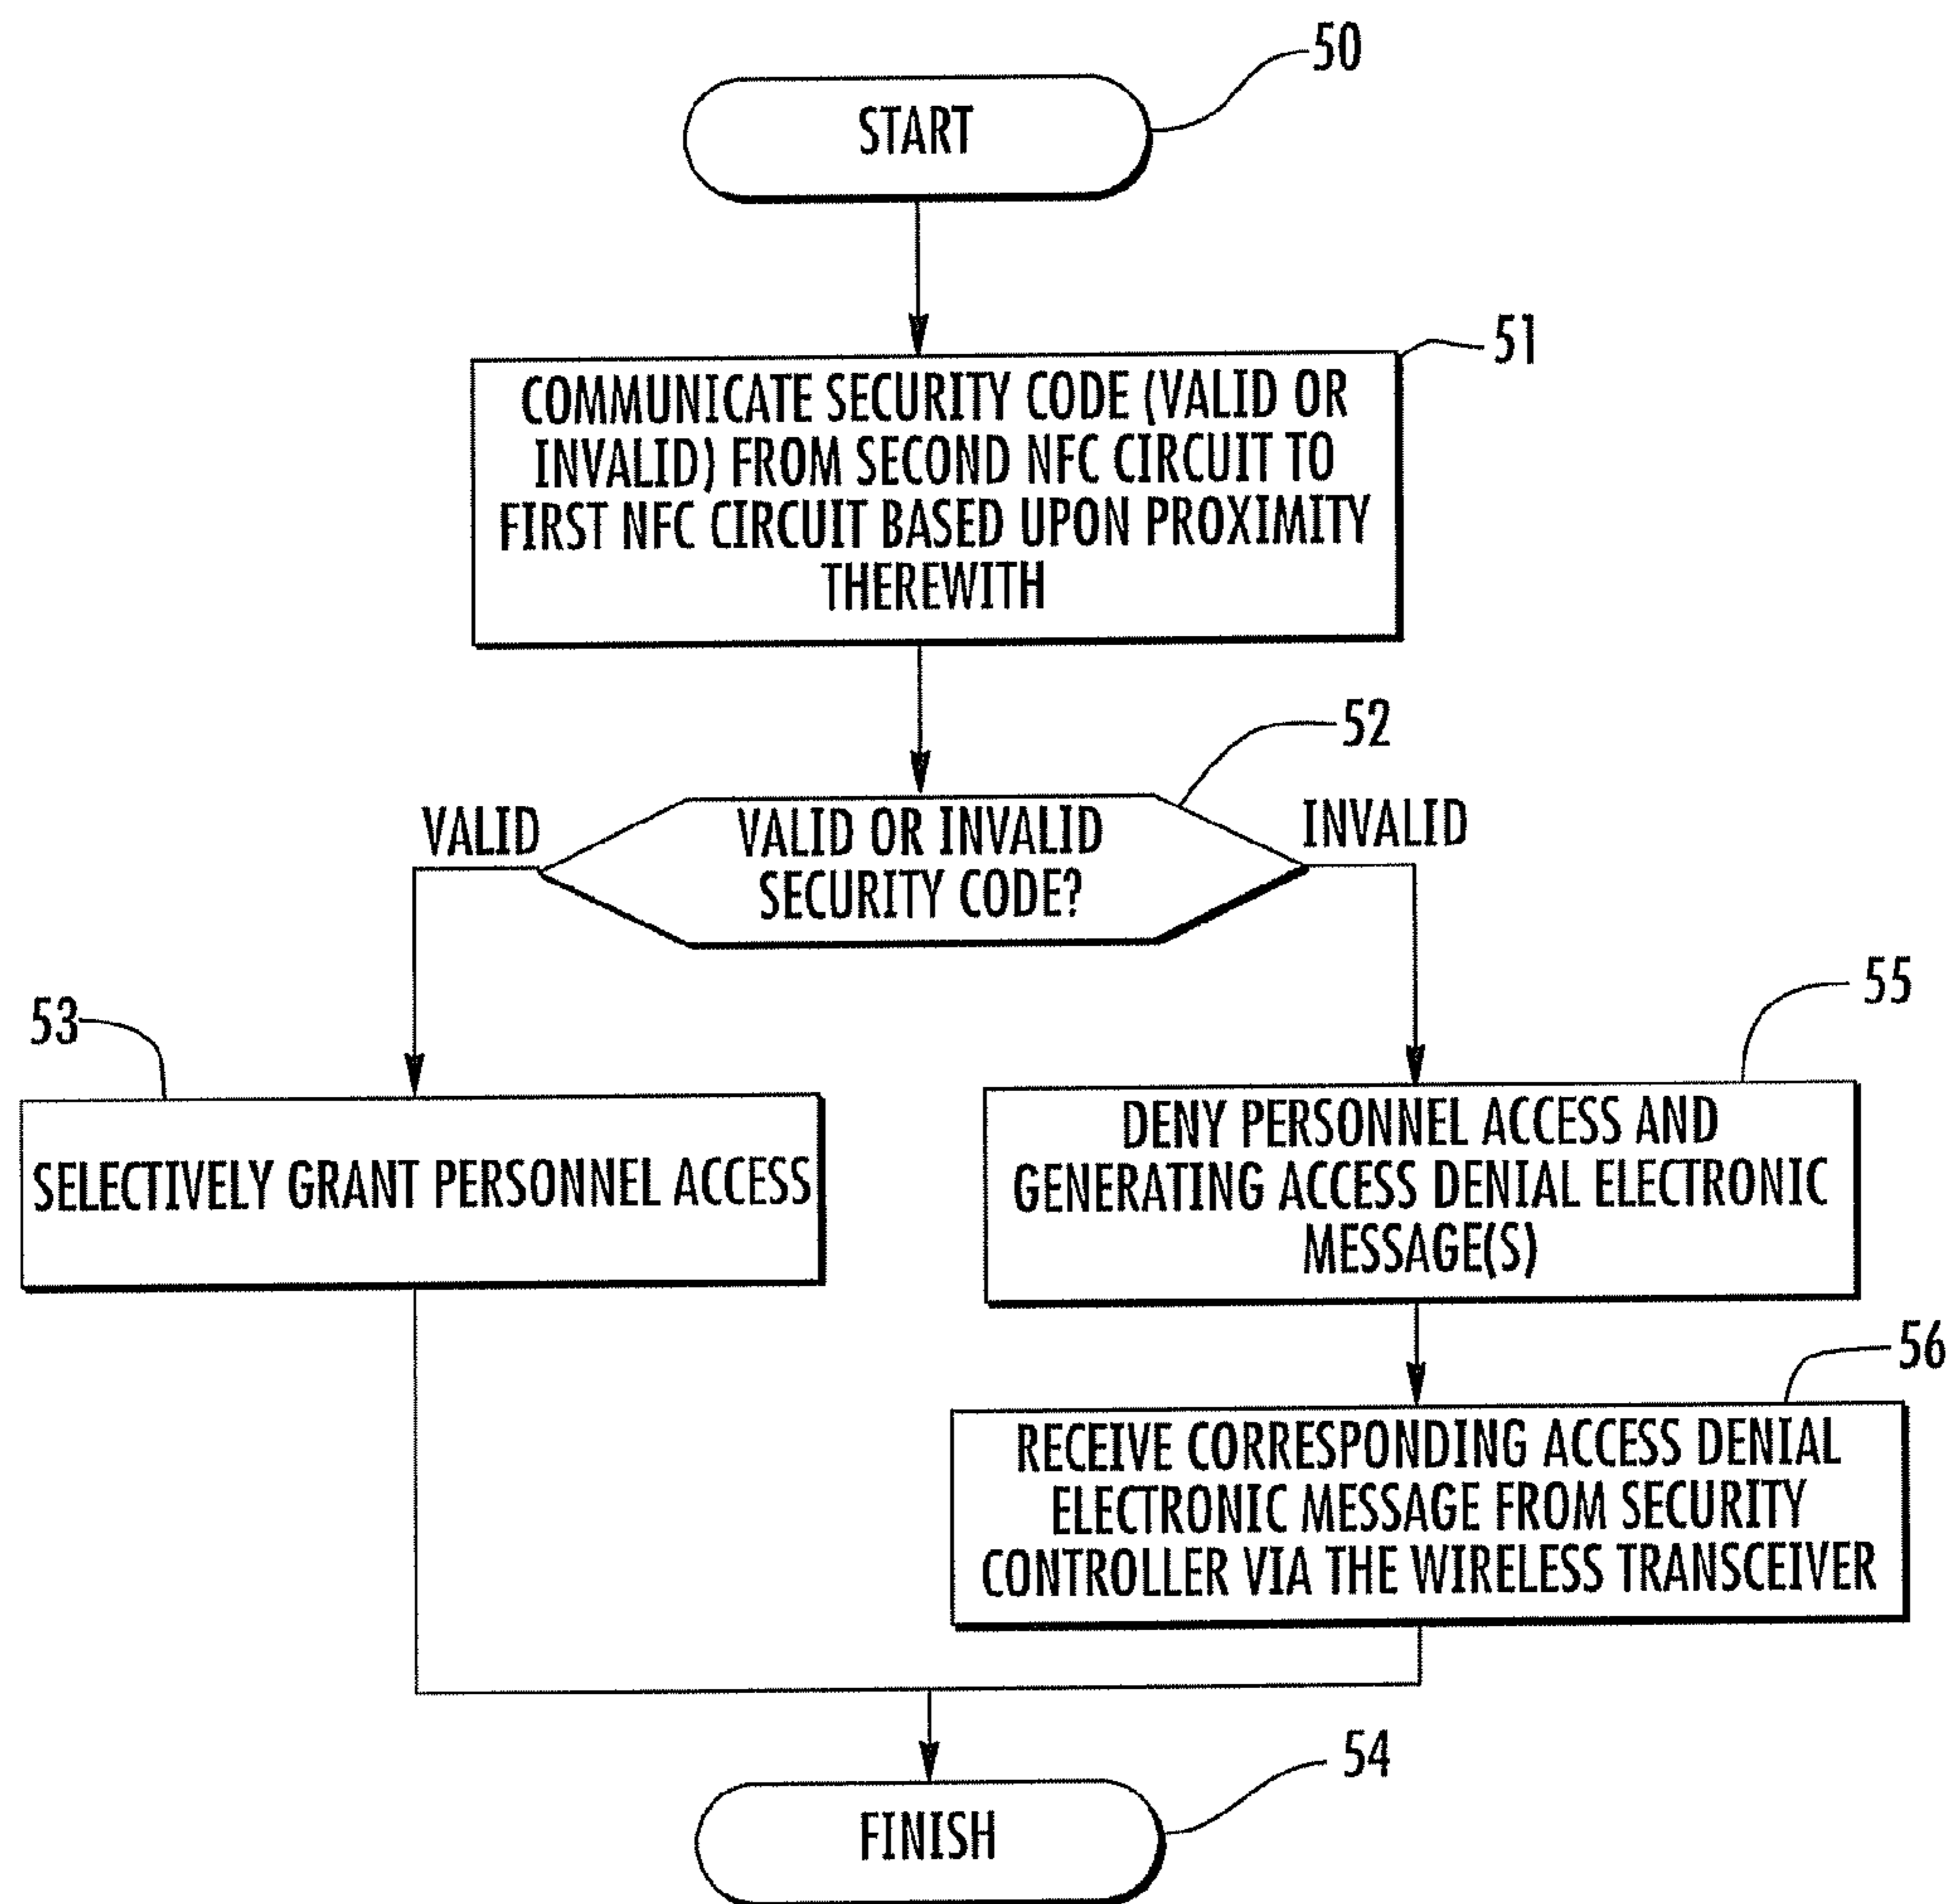 50
START
51
COMMUNICATE SECURITY CODE (VALID OR
INVALID) FROM SECOND NFC CIRCUIT TO
FIRST NFC CIRCUIT BASED UPON PROXIMITY
THEREWITH
52
VALID
VALID OR INVALID
SECURITY CODE?
INVALID
53
55
SELECTIVELY GRANT PERSONNEL ACCESS
DENY PERSONNEL ACCESS AND
GENERATING ACCESS DENIAL ELECTRONIC
MESSAGE(S)
56
RECEIVE CORRESPONDING ACCESS DENIAL
ELECTRONIC MESSAGE FROM SECURITY
CONTROLLER VIA THE WIRELESS TRANSCEIVER
54
FINISH